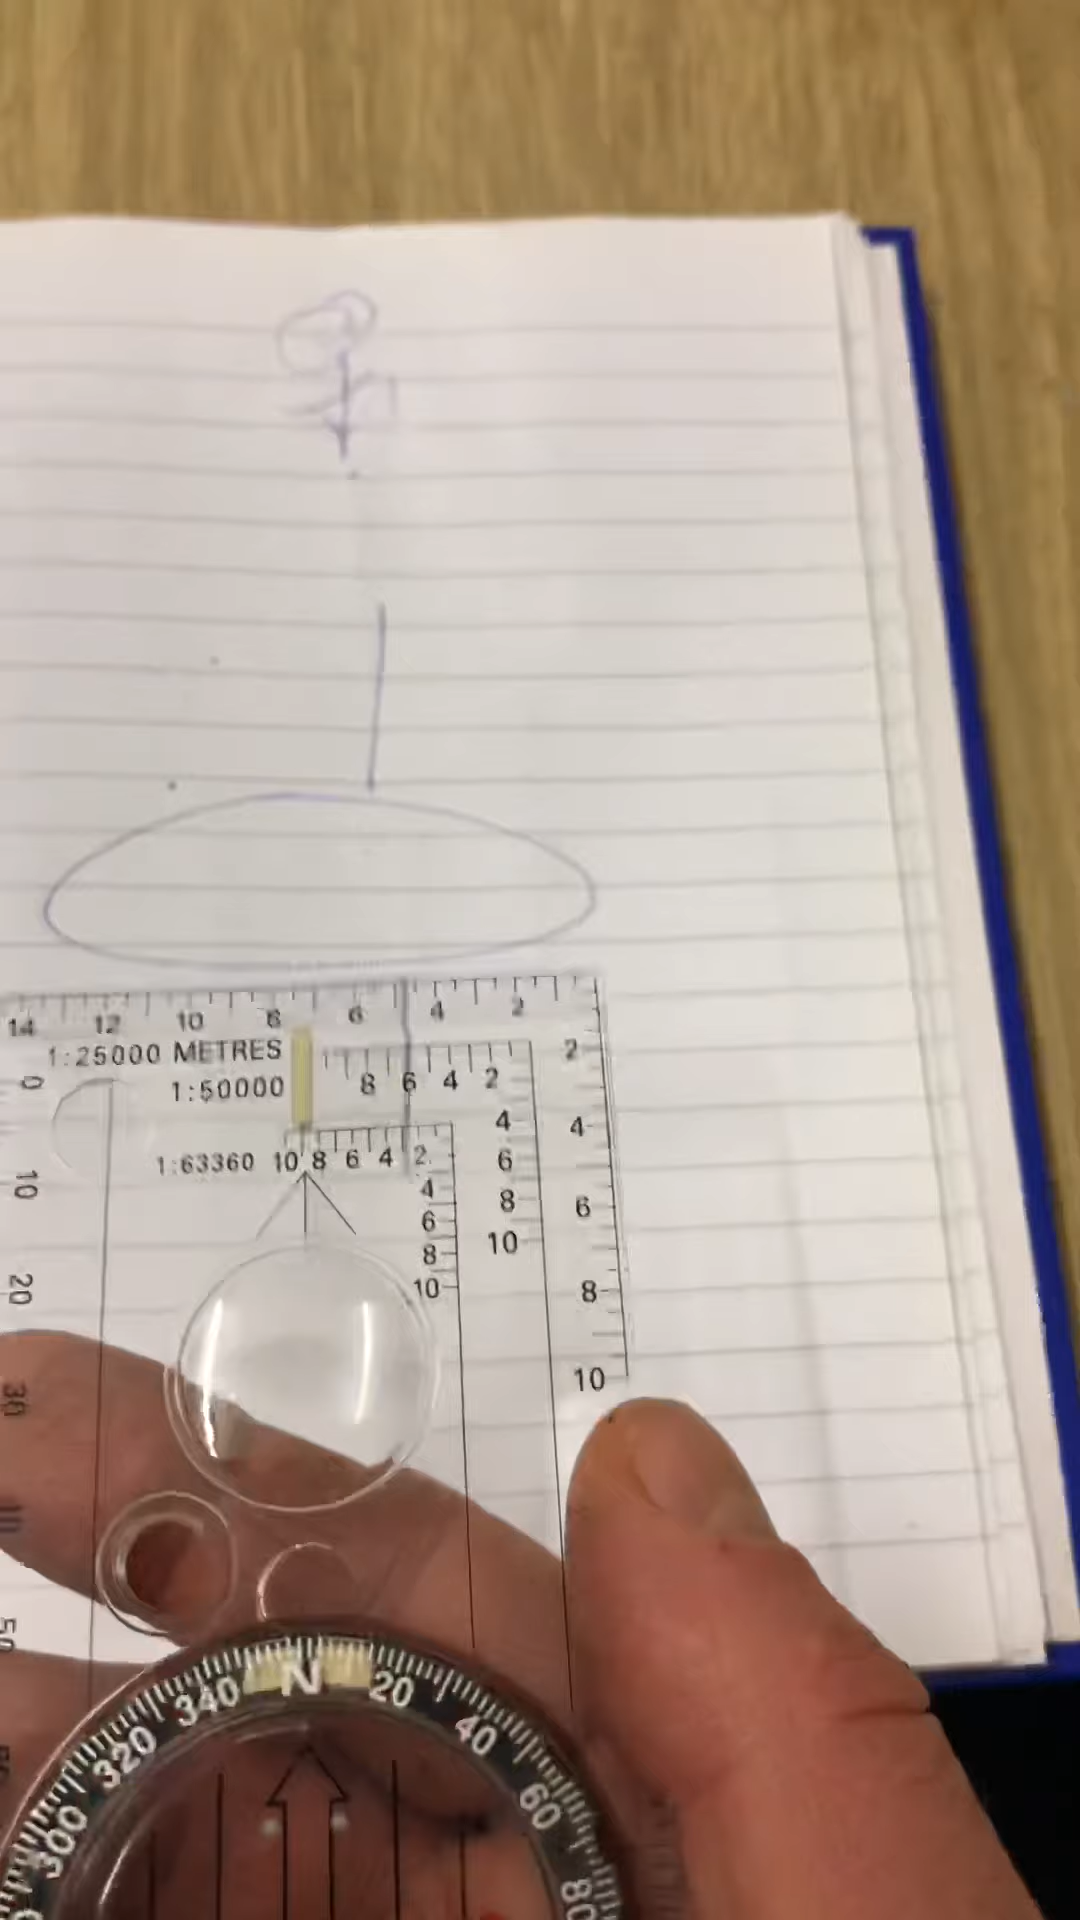 14 12 10 8 6 4 2
1:25000 METRES
1:50000 8 6 4 2
1:63360 10 8 6 4 2
4 6 8 10
4 6 8 10
2 4 6 8 10
0 10 20 30
300 320 340 N 20 40 60 80